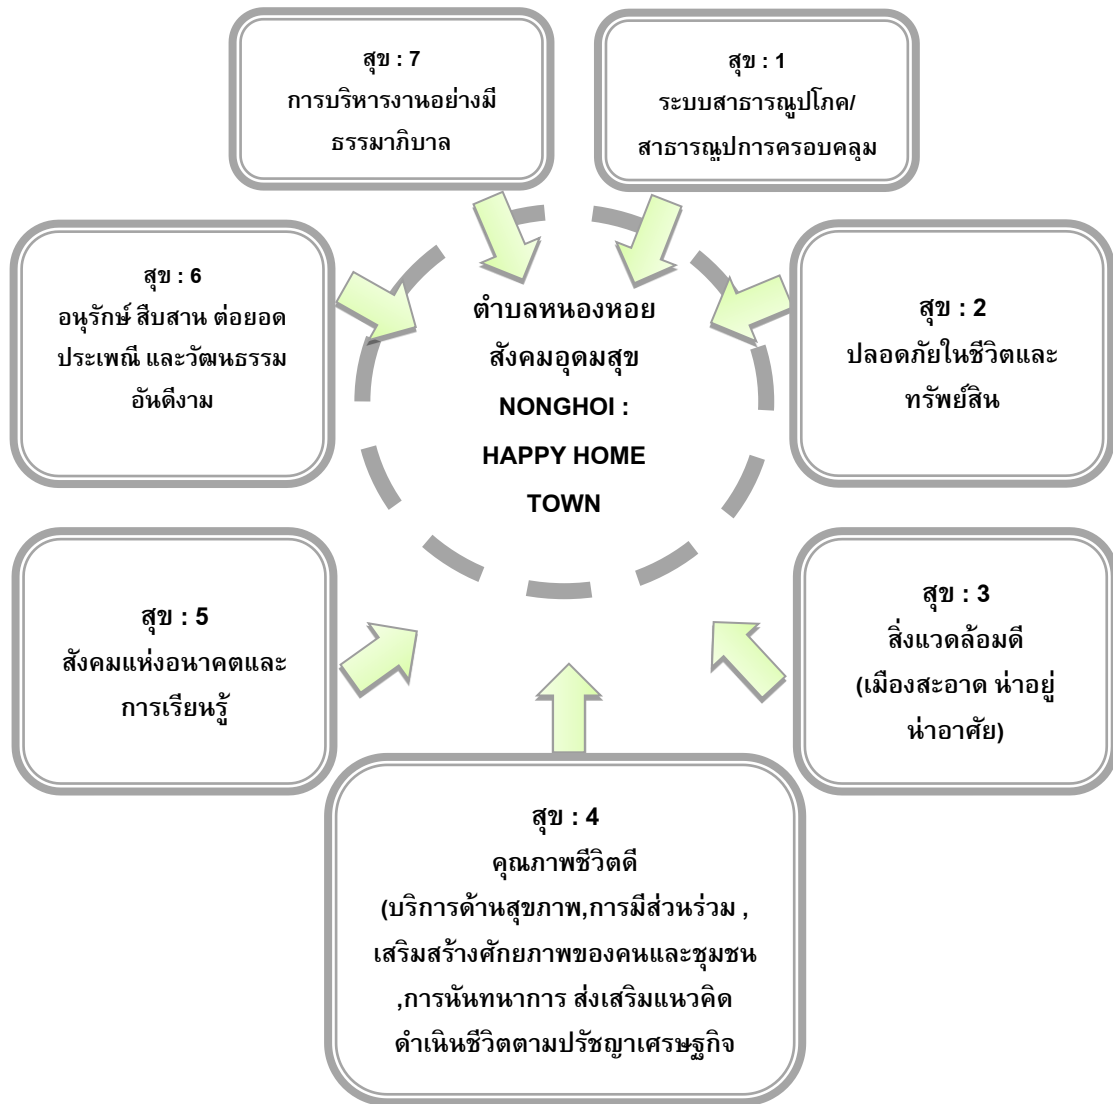 สุข : 7
การบริหารงานอย่างมี
ธรรมาภิบาล
สุข : 1
ระบบสาธารณูปโภค/
สาธารณูปการครอบคลุม
สุข : 6
อนุรักษ์ สืบสาน ต่อยอด
ประเพณี และวัฒนธรรม
อันดีงาม
ตำบลหนองหอย
สังคมอุดมสุข
NONGHOI :
HAPPY HOME
TOWN
สุข : 2
ปลอดภัยในชีวิตและ
ทรัพย์สิน
สุข : 5
สังคมแห่งอนาคตและ
การเรียนรู้
สุข : 3
สิ่งแวดล้อมดี
(เมืองสะอาด น่าอยู่
น่าอาศัย)
สุข : 4
คุณภาพชีวิตดี
(บริการด้านสุขภาพ,การมีส่วนร่วม ,
เสริมสร้างศักยภาพของคนและชุมชน
,การนันทนาการ ส่งเสริมแนวคิด
ดำเนินชีวิตตามปรัชญาเศรษฐกิจ